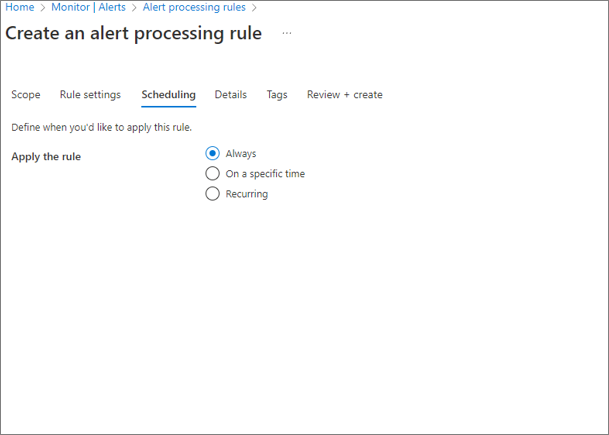 Home > Monitor | Alerts > Alert processing rules >
Create an alert processing rule ...
Scope Rule settings Scheduling Details Tags Review + create
Define when you'd like to apply this rule.
Apply the rule Always
On a specific time
Recurring